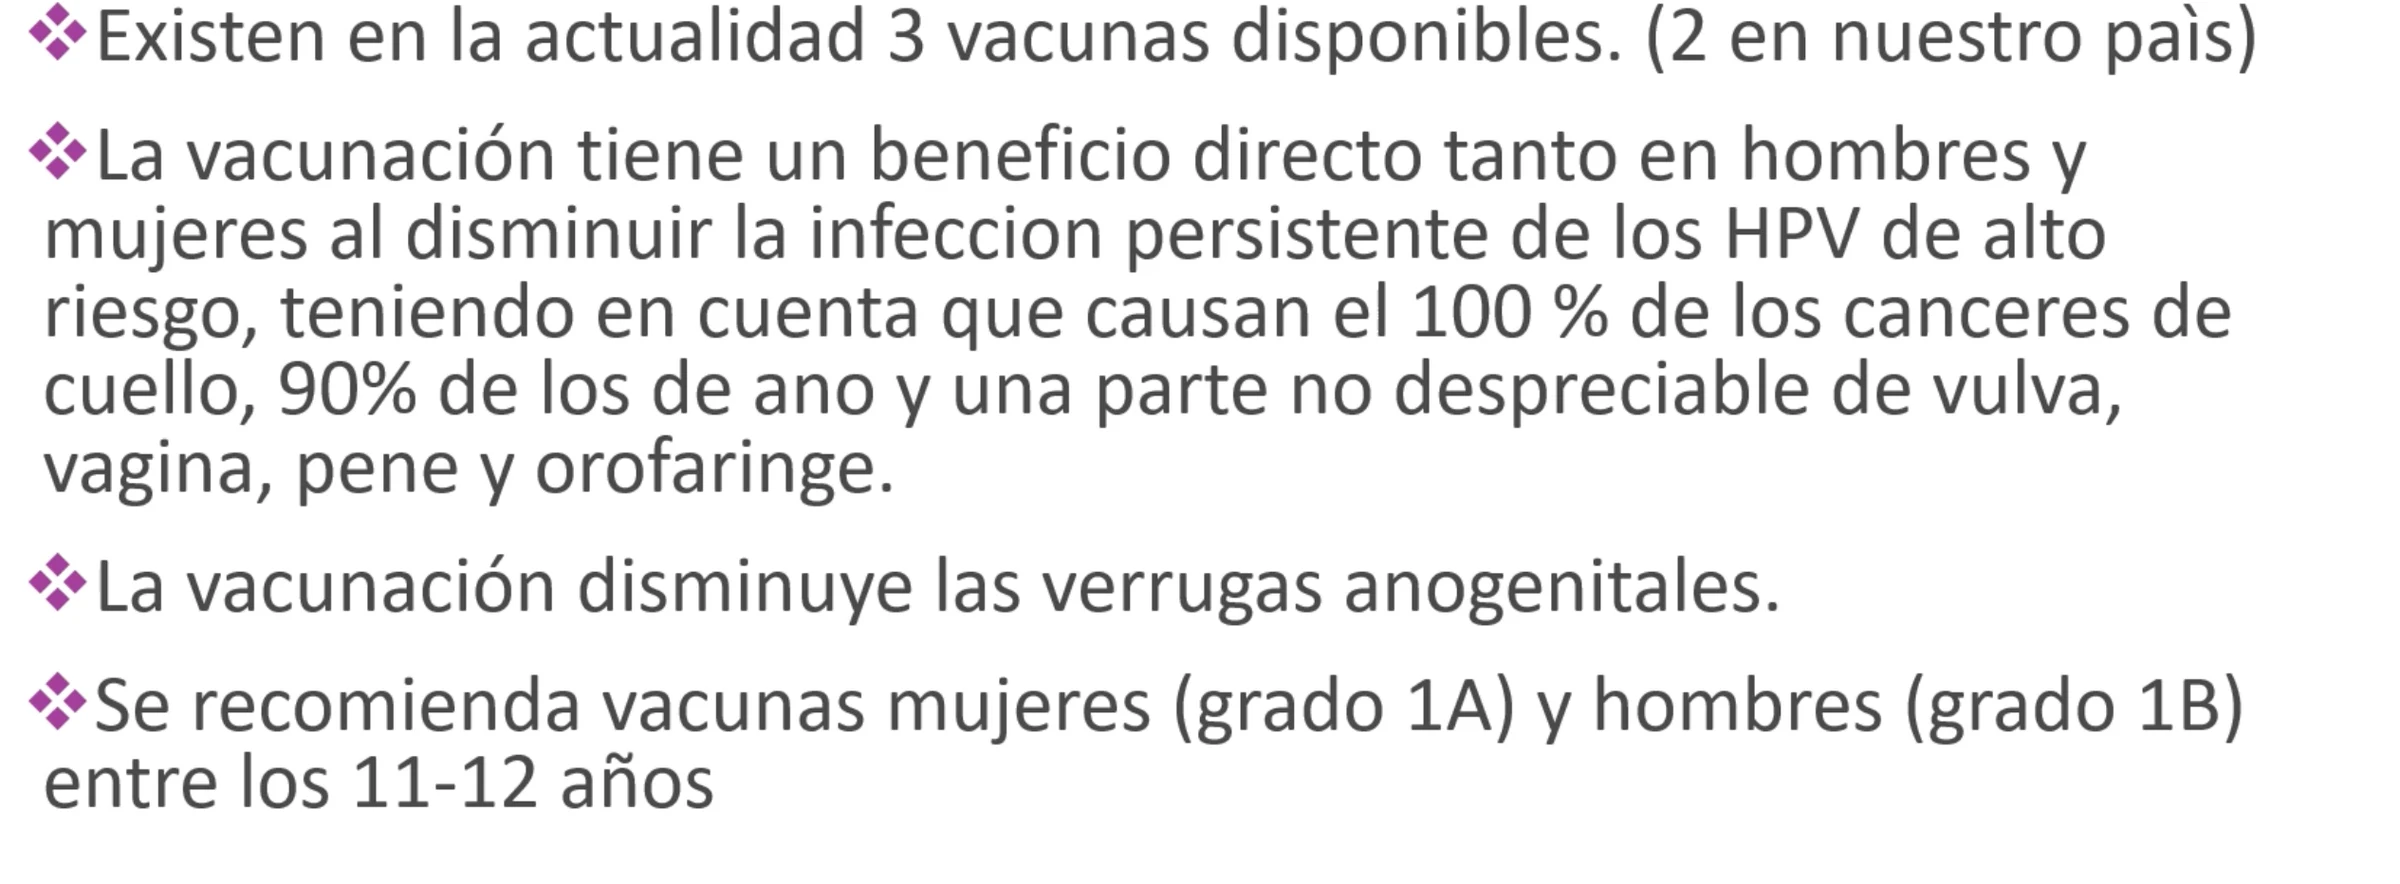 ❖Existen en la actualidad 3 vacunas disponibles. (2 en nuestro paìs)
❖La vacunación tiene un beneficio directo tanto en hombres y
mujeres al disminuir la infeccion persistente de los HPV de alto
riesgo, teniendo en cuenta que causan el 100 % de los canceres de
cuello, 90% de los de ano y una parte no despreciable de vulva,
vagina, pene y orofaringe.
❖La vacunación disminuye las verrugas anogenitales.
❖Se recomienda vacunas mujeres (grado 1A) y hombres (grado 1B)
entre los 11-12 años